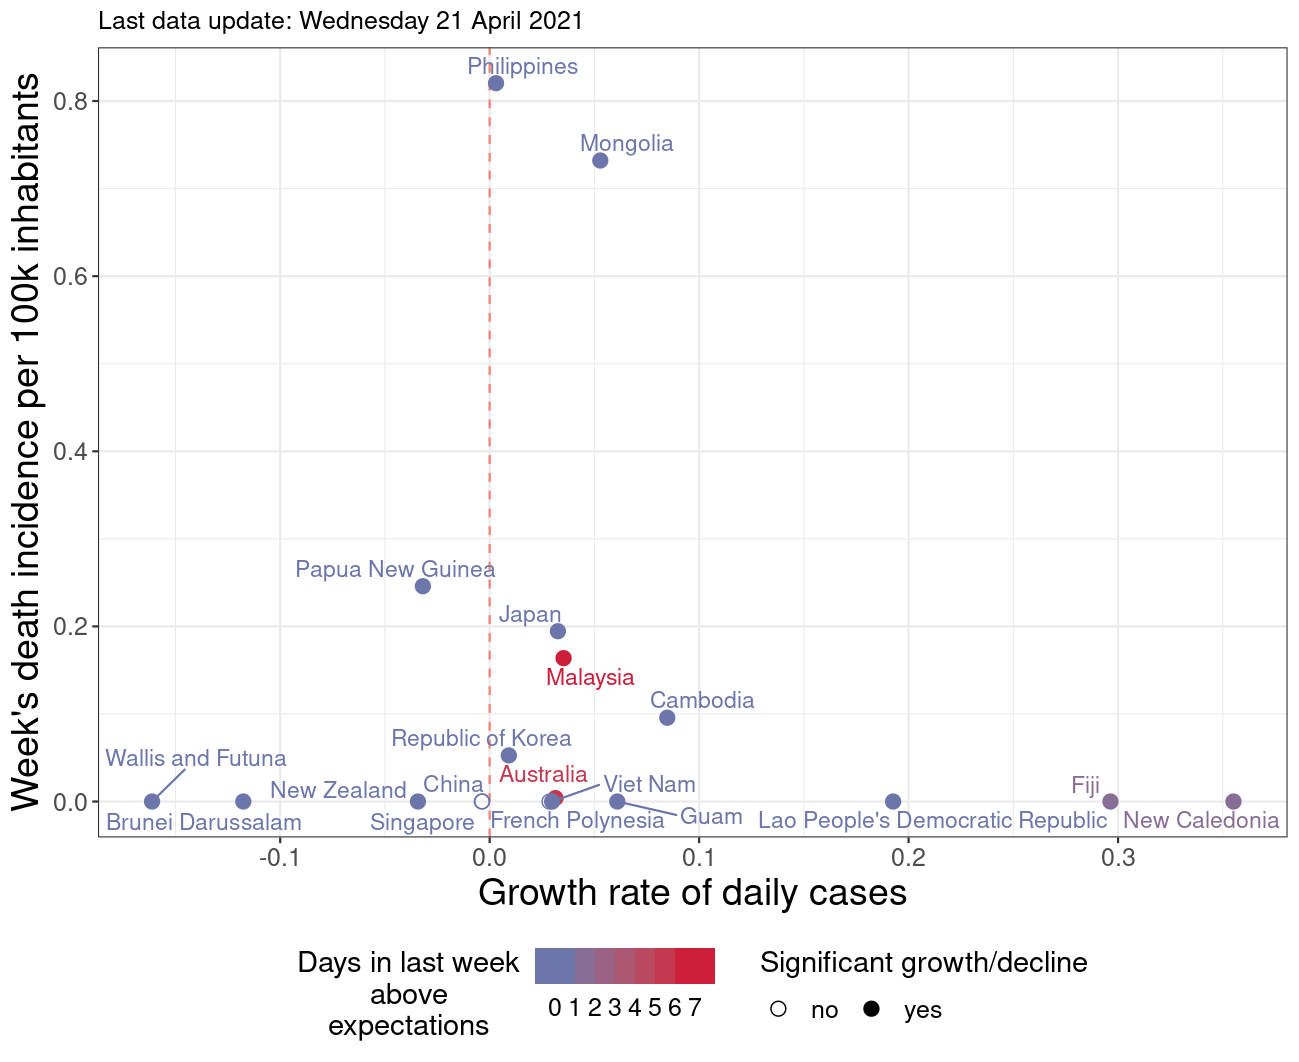 Last data update: Wednesday 21 April 2021
Week's death incidence per 100k inhabitants
0.8
0.6
0.4
0.2
0.0
Philippines
Mongolia
Papua New Guinea
Japan
Malaysia
Cambodia
Republic of Korea
Wallis and Futuna
Australia
New Zealand
China
Viet Nam
Fiji
Guam
Brunei Darussalam
Singapore
French Polynesia
Lao People's Democratic Republic
New Caledonia
-0.1
0.0
0.1
0.2
0.3
Growth rate of daily cases
Days in last week
above
expectations
0 1 2 3 4 5 6 7
Significant growth/decline
no
yes